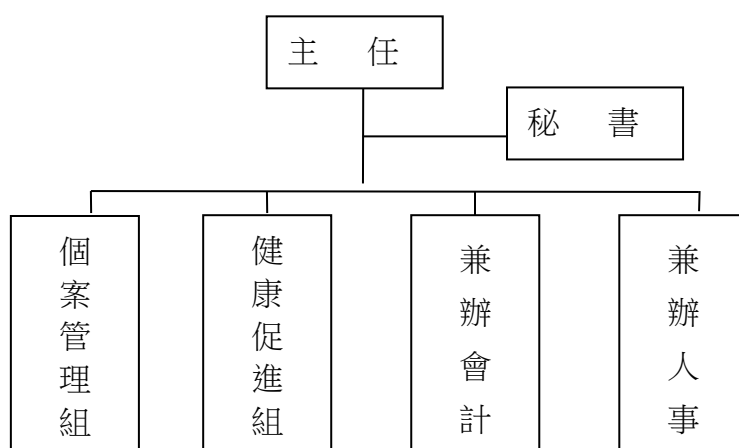 主 任
秘 書
個案管理組
健康促進組
兼辦會計
兼辦人事